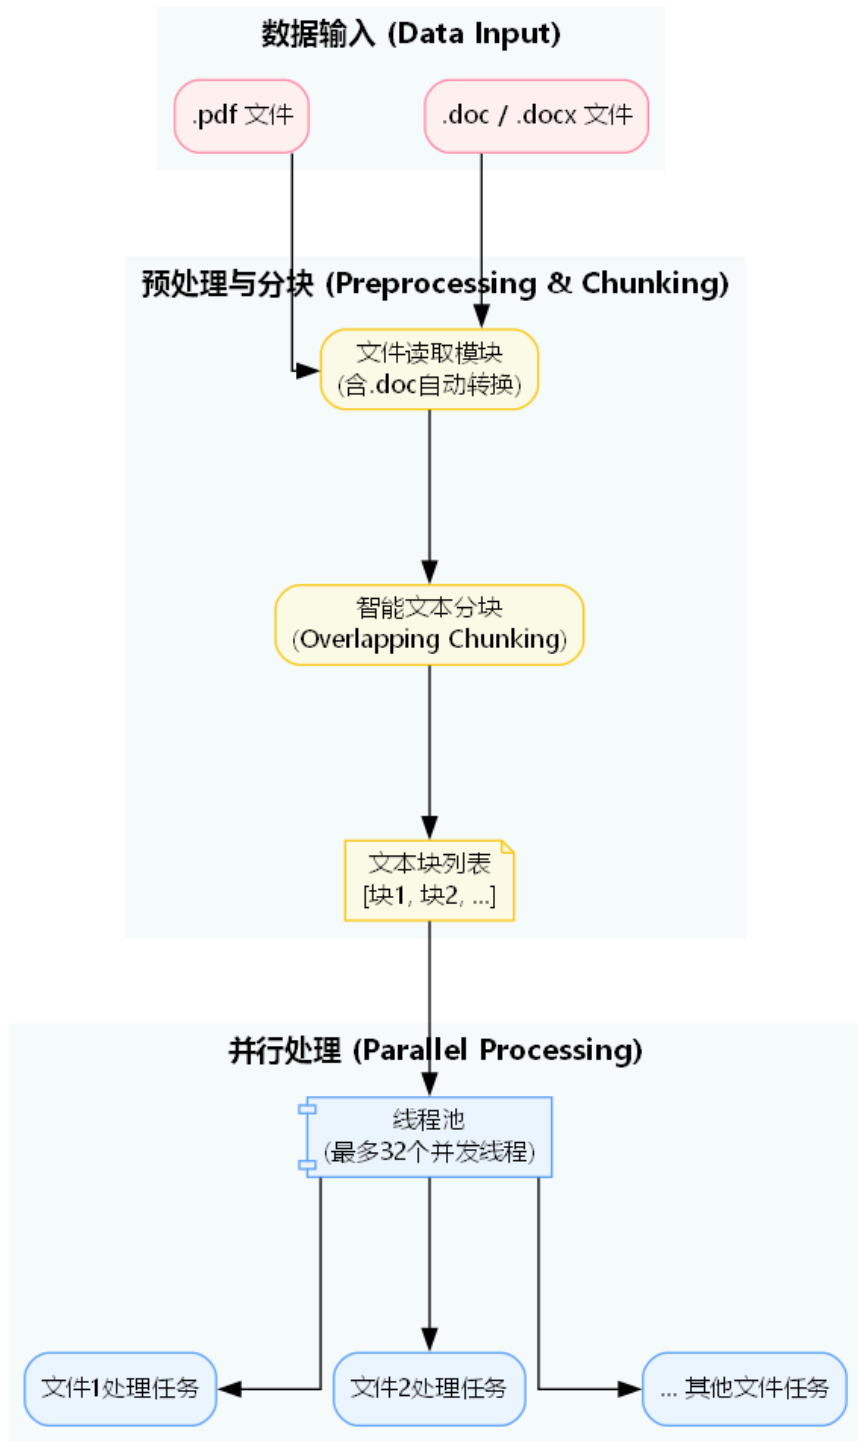 数据输入 (Data Input)
.pdf 文件
.doc / .docx 文件
预处理与分块 (Preprocessing & Chunking)
文件读取模块
(含.doc自动转换)
智能文本分块
(Overlapping Chunking)
文本块列表
[块1, 块2, ...]
并行处理 (Parallel Processing)
线程池
(最多32个并发线程)
文件1处理任务
文件2处理任务
... 其他文件任务